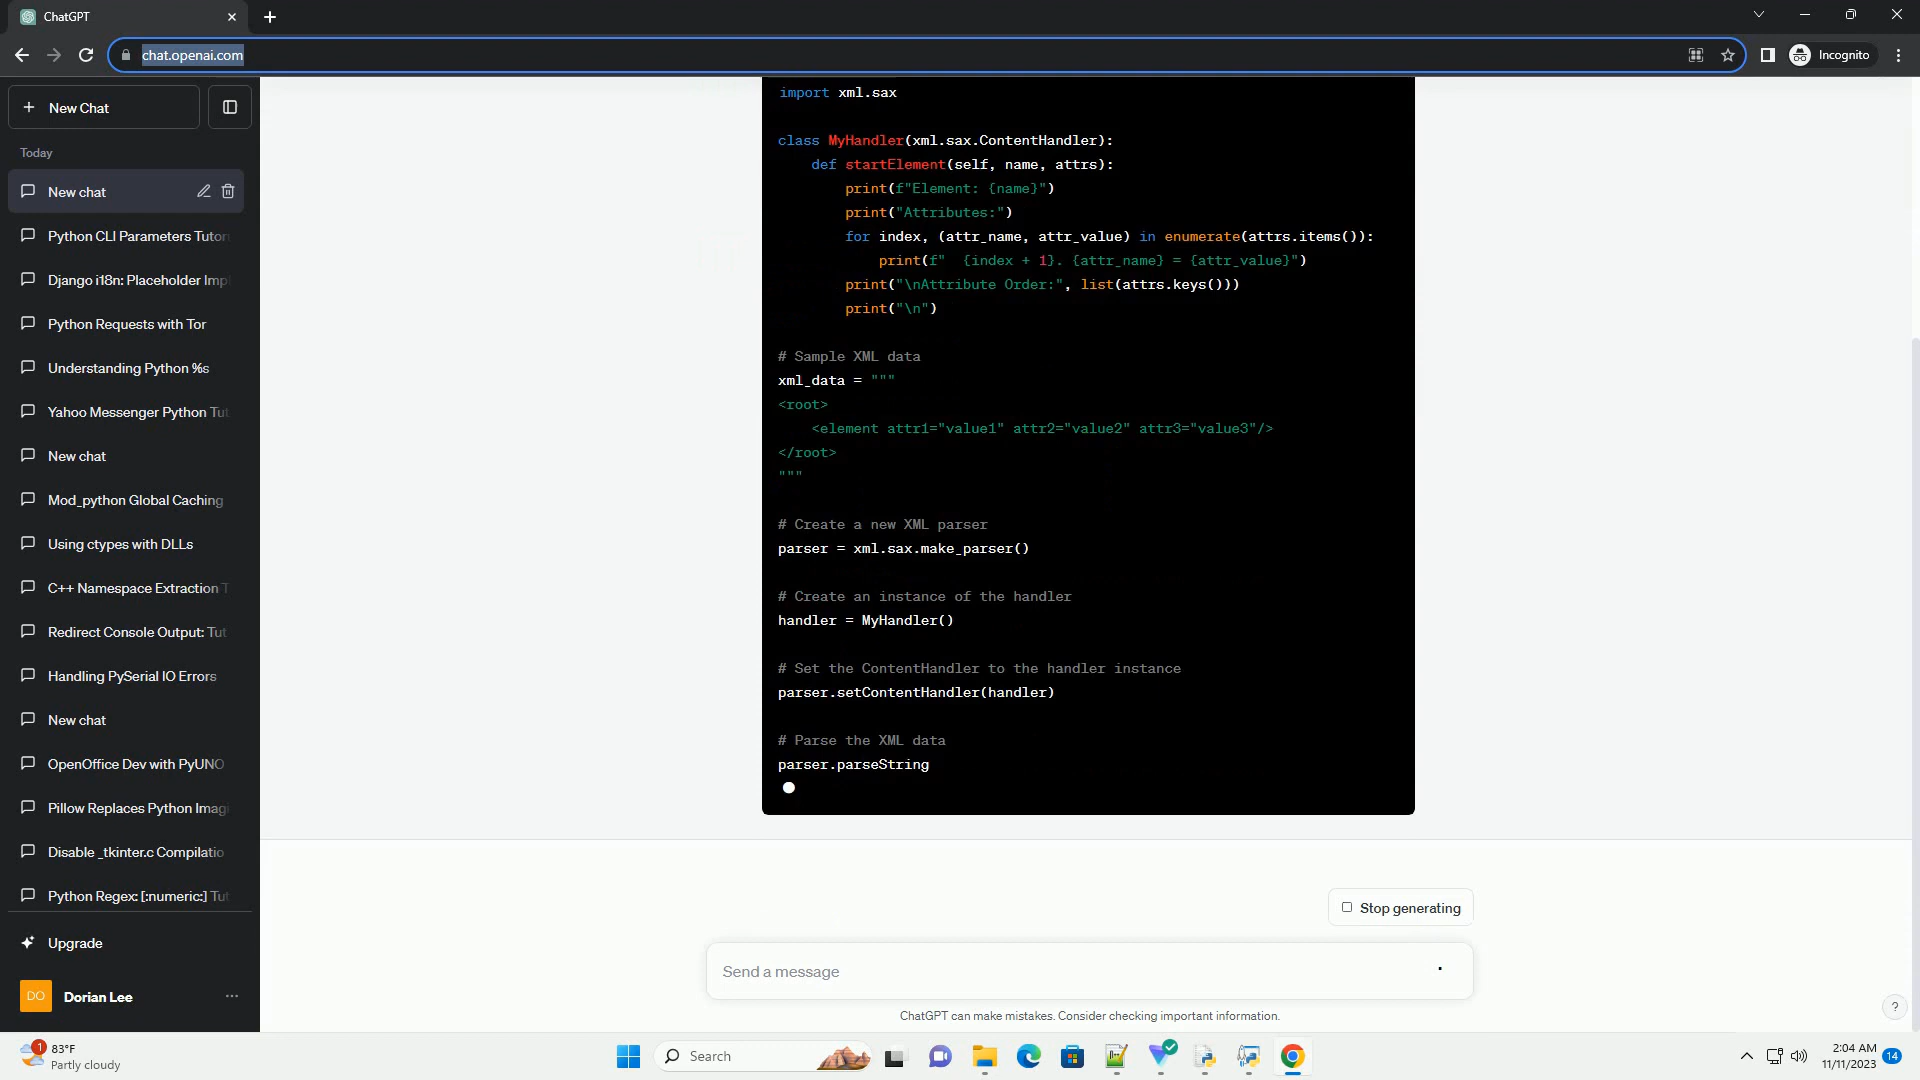 ChatGPT
chat.openai.com
Incognito
New Chat
Today
New chat
Python CLI Parameters Tutor
Django i18n: Placeholder Imp
Python Requests with Tor
Understanding Python %s
Yahoo Messenger Python Tut
New chat
Mod_python Global Caching
Using ctypes with DLLs
C++ Namespace Extraction T
Redirect Console Output: Tut
Handling PySerial IO Errors
New chat
OpenOffice Dev with PyUNO
Pillow Replaces Python Imag
Disable _tkinter.c Compilatio
Python Regex: [:numeric:] Tut
Upgrade
DO
Dorian Lee
import xml.sax
class MyHandler(xml.sax.ContentHandler):
    def startElement(self, name, attrs):
        print(f"Element: {name}")
        print("Attributes:")
        for index, (attr_name, attr_value) in enumerate(attrs.items()):
            print(f"  {index + 1}. {attr_name} = {attr_value}")
        print("\nAttribute Order:", list(attrs.keys()))
        print("\n")
# Sample XML data
xml_data = """
<root>
    <element attr1="value1" attr2="value2" attr3="value3"/>
</root>
"""
# Create a new XML parser
parser = xml.sax.make_parser()
# Create an instance of the handler
handler = MyHandler()
# Set the ContentHandler to the handler instance
parser.setContentHandler(handler)
# Parse the XML data
parser.parseString
Stop generating
Send a message
ChatGPT can make mistakes. Consider checking important information.
?
1
83°F
Partly cloudy
Search
2:04 AM
11/11/2023
14